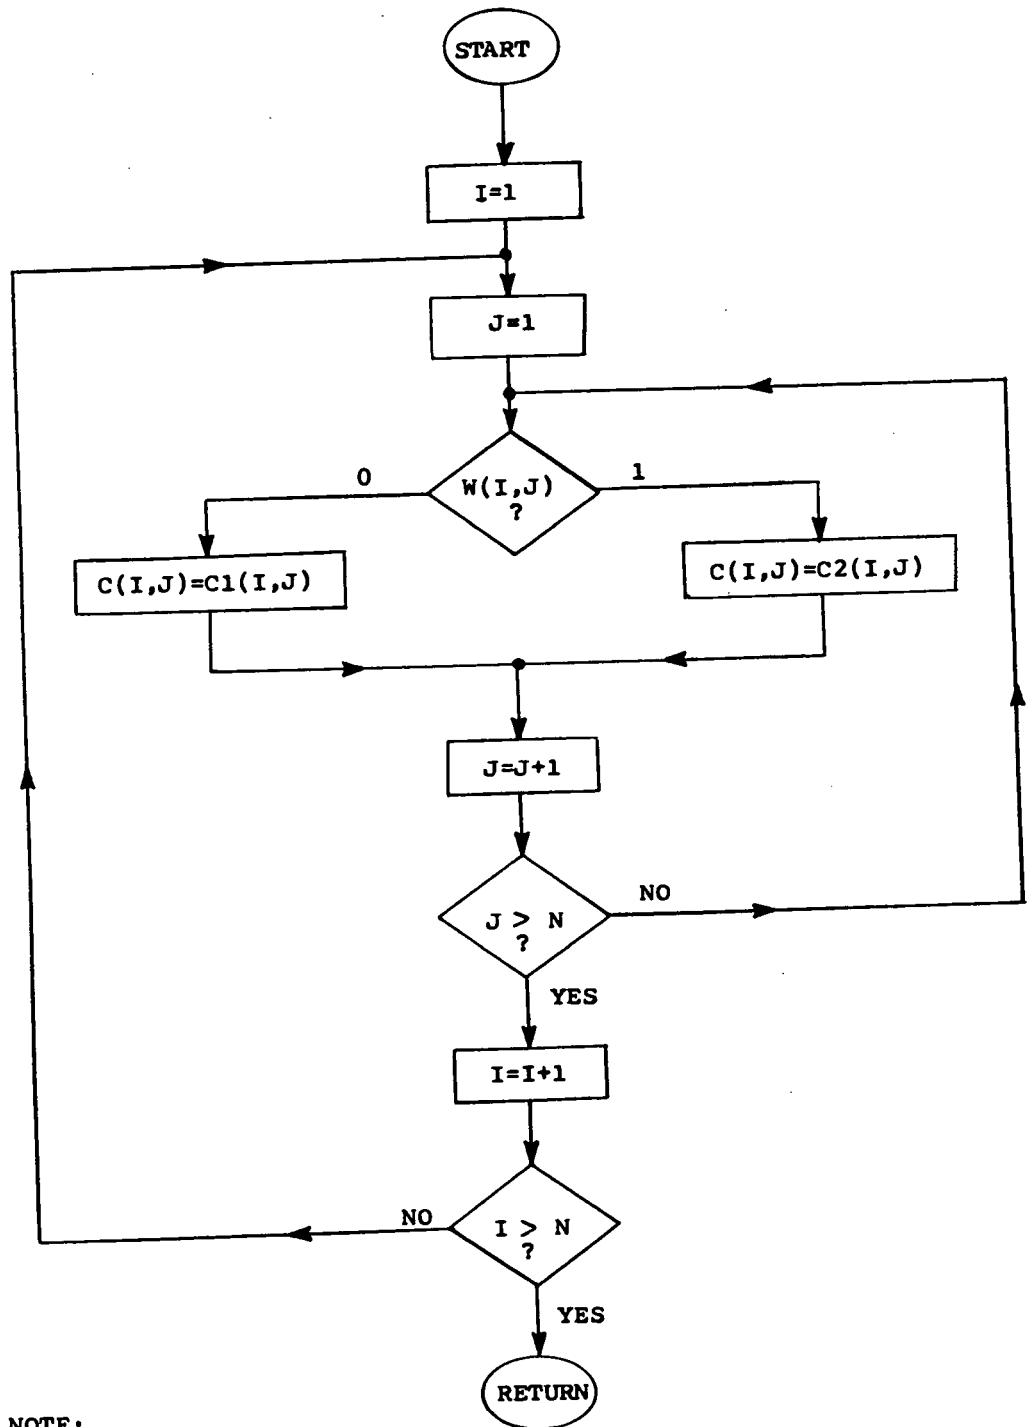 START
I=1
J=1
0
1
W(I,J)
?
C(I,J)=C1(I,J)
C(I,J)=C2(I,J)
J=J+1
NO
J > N
?
YES
I=I+1
NO
I > N
?
YES
RETURN
NOTE: